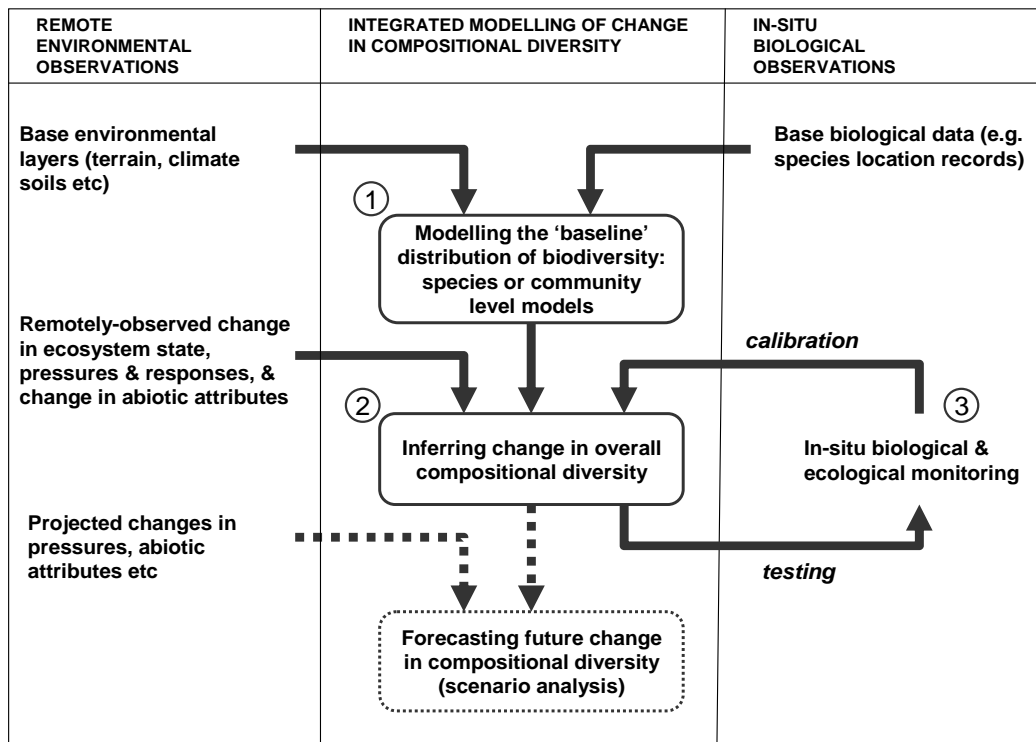 REMOTE
ENVIRONMENTAL
OBSERVATIONS
INTEGRATED MODELLING OF CHANGE
IN COMPOSITIONAL DIVERSITY
IN-SITU
BIOLOGICAL
OBSERVATIONS
Base environmental
layers (terrain, climate
soils etc)
Base biological data (e.g.
species location records)
1
Modelling the ‘baseline’
distribution of biodiversity:
species or community
level models
Remotely-observed change
in ecosystem state,
pressures & responses, &
change in abiotic attributes
calibration
2
3
Inferring change in overall
compositional diversity
In-situ biological &
ecological monitoring
Projected changes in
pressures, abiotic
attributes etc
testing
Forecasting future change
in compositional diversity
(scenario analysis)